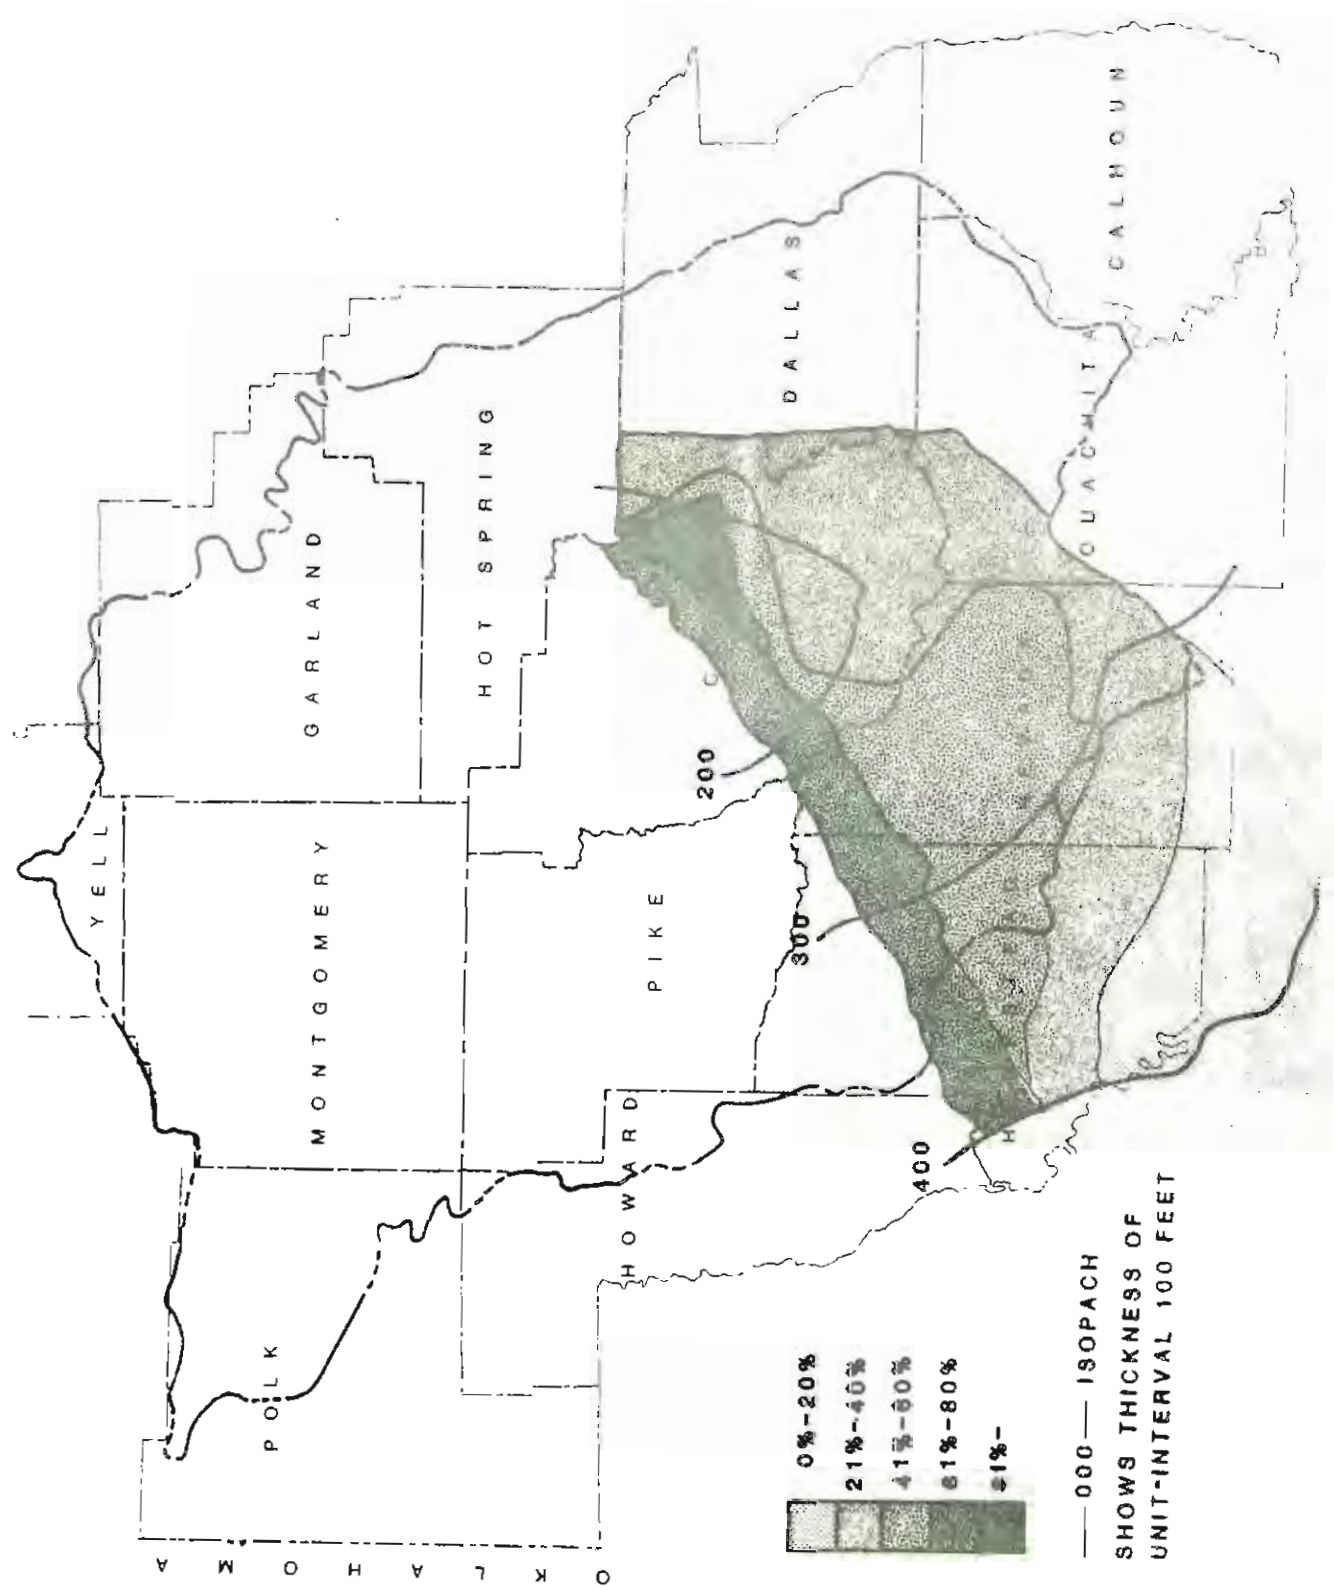 YELL
GARLAND
MONTGOMERY
POLK
OKLAHOMA
HOT SPRING
PIKE
HOWARD
DALLAS
CALHOUN
OUACHITA
C
H
200
300
400
0%-20%
21%-40%
41%-60%
61%-80%
81%-
—000— ISOPACH
SHOWS THICKNESS OF
UNIT-INTERVAL 100 FEET